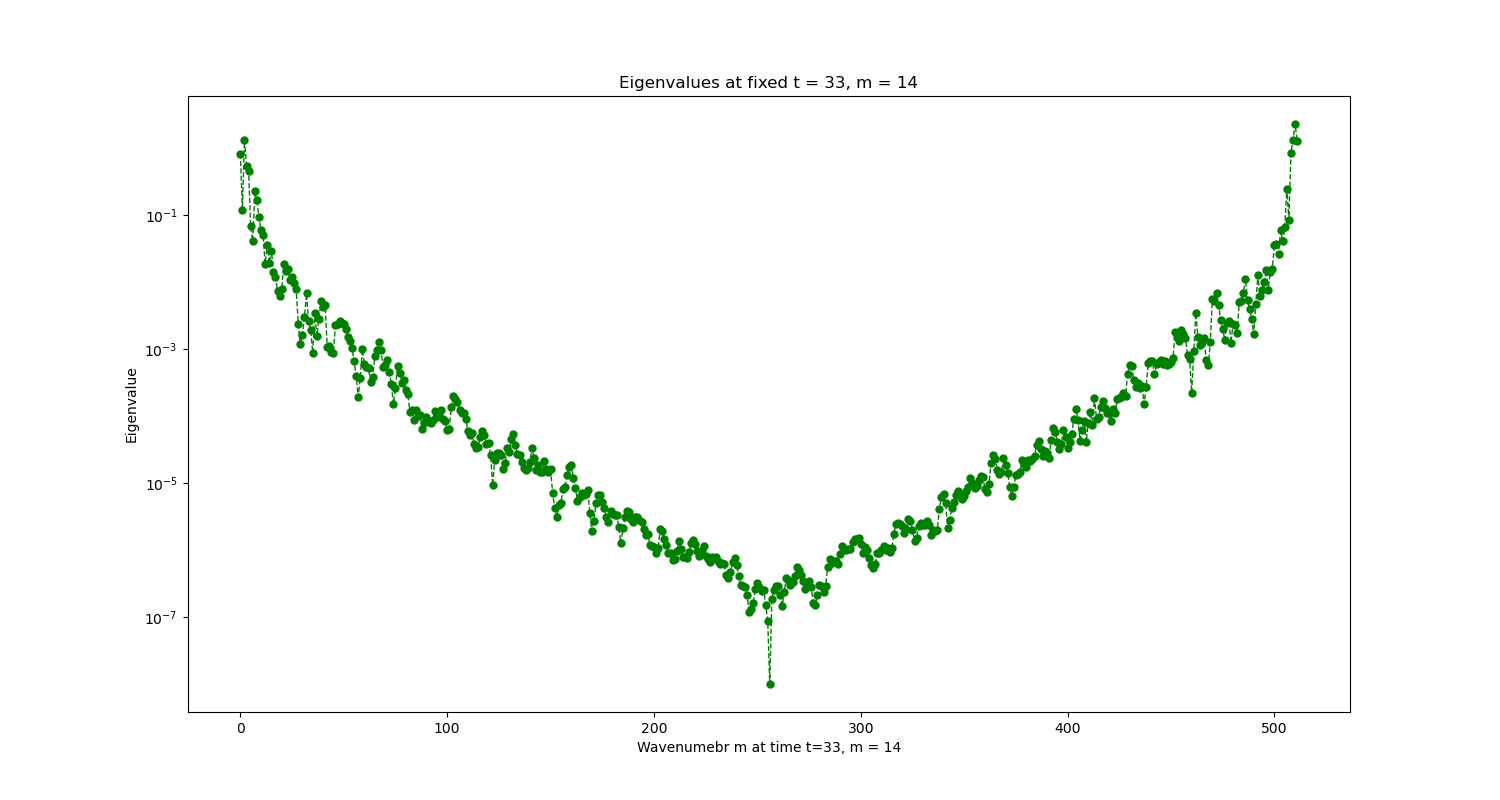 Eigenvalues at fixed t = 33, m = 14
Eigenvalue
10⁻¹
10⁻³
10⁻⁵
10⁻⁷
0 100 200 300 400 500
Wavenumebr m at time t=33, m = 14